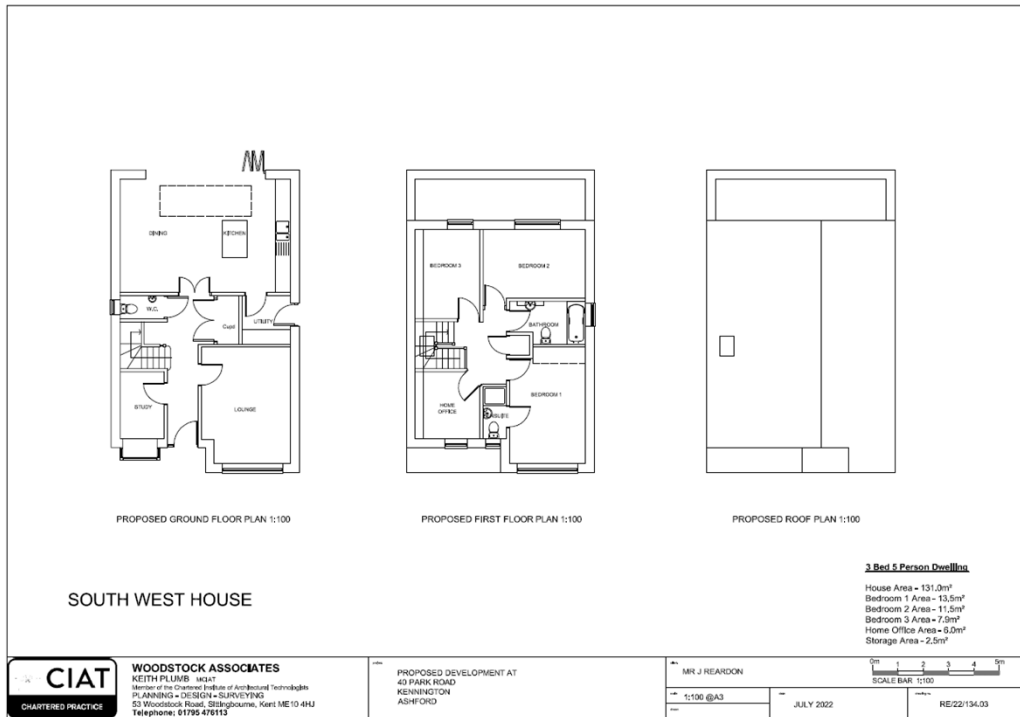 DINING
KITCHEN
W.C.
Cupd
UTILITY
STUDY
LOUNGE
BEDROOM 3
BEDROOM 2
BATHROOM
BEDROOM 1
HOME
OFFICE
ENSUITE
PROPOSED GROUND FLOOR PLAN 1:100
PROPOSED FIRST FLOOR PLAN 1:100
PROPOSED ROOF PLAN 1:100
SOUTH WEST HOUSE
3 Bed 5 Person Dwelling
House Area - 131.0m²
Bedroom 1 Area - 13.5m²
Bedroom 2 Area - 11.5m²
Bedroom 3 Area - 7.9m²
Home Office Area - 6.0m²
Storage Area - 2.5m²
CIAT
CHARTERED PRACTICE
WOODSTOCK ASSOCIATES
KEITH PLUMB MCIAT
Member of the Chartered Institute of Architectural Technologists
PLANNING - DESIGN - SURVEYING
53 Woodstock Road, Sittingbourne, Kent ME10 4HJ
Telephone: 01795 476113
PROPOSED DEVELOPMENT AT
40 PARK ROAD
KENNINGTON
ASHFORD
MR J REARDON
1:100 @A3
JULY 2022
0m 1 2 3 4 5m
SCALE BAR 1:100
RE/22/134.03